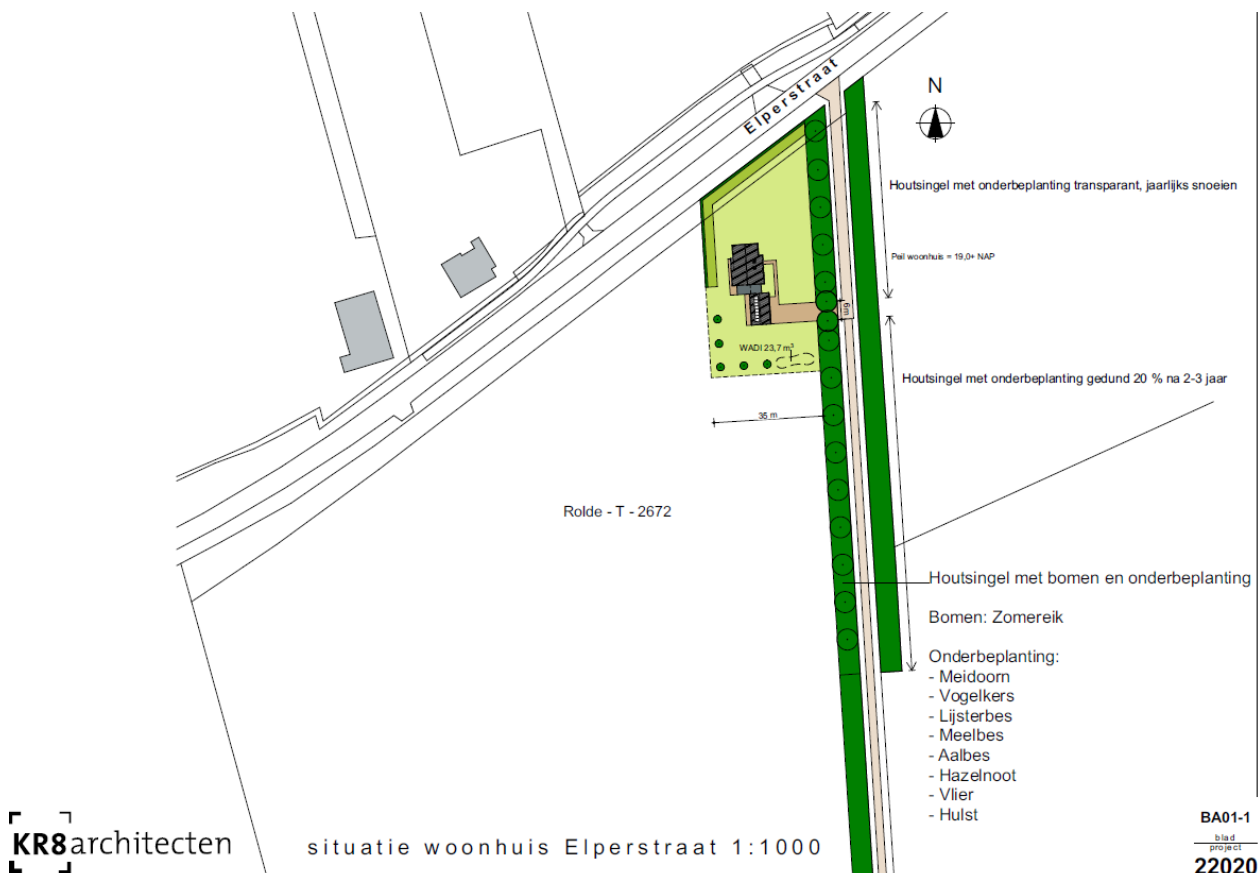 Elperstraat
N
Houtsingel met onderbeplanting transparant, jaarlijks snoeien
Peil woonhuis = 19,0+ NAP
6m
WADI 23,7 m³
Houtsingel met onderbeplanting gedund 20 % na 2-3 jaar
35 m
Rolde - T - 2672
Houtsingel met bomen en onderbeplanting
Bomen: Zomereik
Onderbeplanting:
- Meidoorn
- Vogelkers
- Lijsterbes
- Meelbes
- Aalbes
- Hazelnoot
- Vlier
- Hulst
KR8architecten
situatie woonhuis Elperstraat 1:1000
BA01-1
blad
project
22020